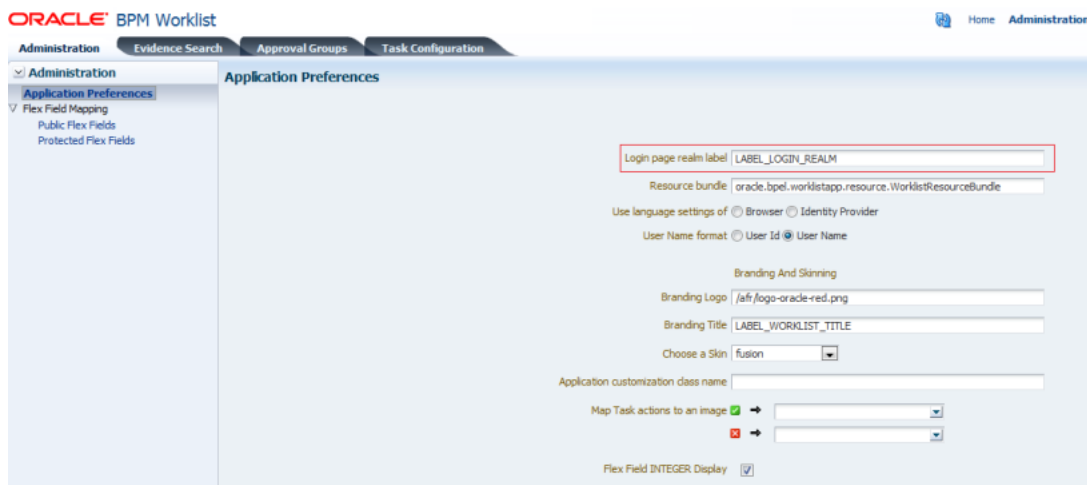 ORACLE BPM Worklist
Home Administration
Administration Evidence Search Approval Groups Task Configuration
Administration
Application Preferences
Flex Field Mapping
Public Flex Fields
Protected Flex Fields
Application Preferences
Login page realm label LABEL_LOGIN_REALM
Resource bundle oracle.bpel.worklistapp.resource.WorklistResourceBundle
Use language settings of Browser Identity Provider
User Name format User Id User Name
Branding And Skinning
Branding Logo /afr/logo-oracle-red.png
Branding Title LABEL_WORKLIST_TITLE
Choose a Skin fusion
Application customization class name
Map Task actions to an image
Flex Field INTEGER Display